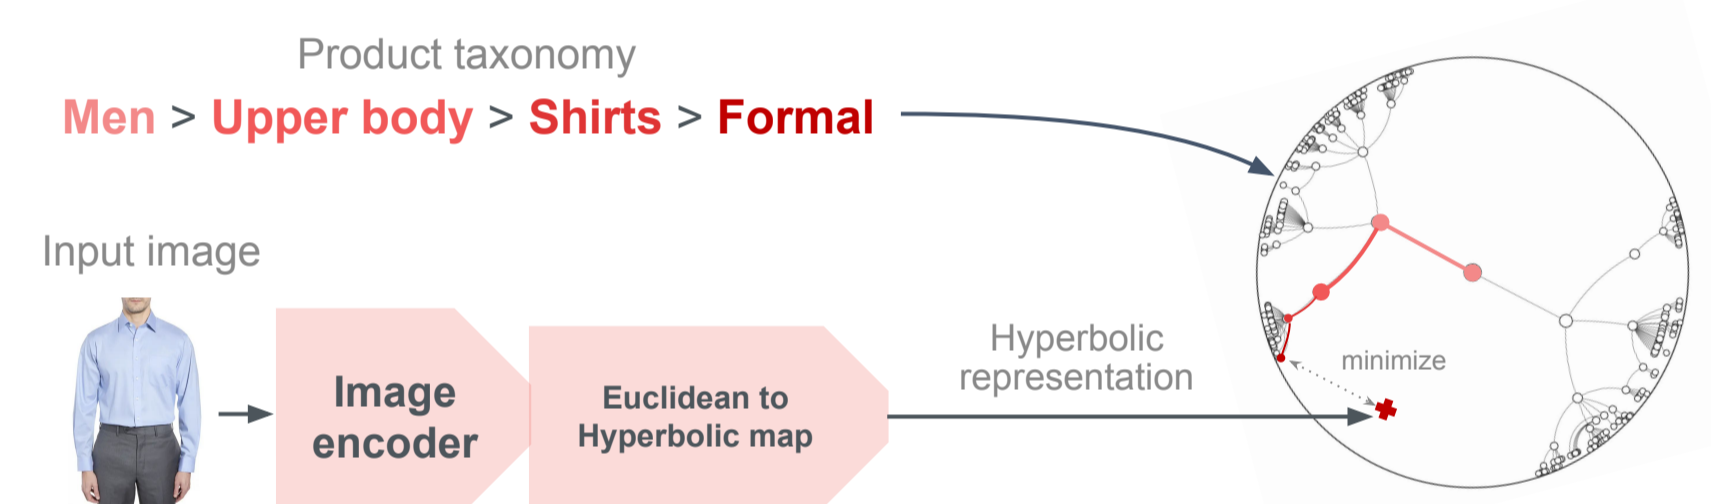 Product taxonomy
Men > Upper body > Shirts > Formal
Input image
Image
encoder
Euclidean to
Hyperbolic map
Hyperbolic
representation
minimize